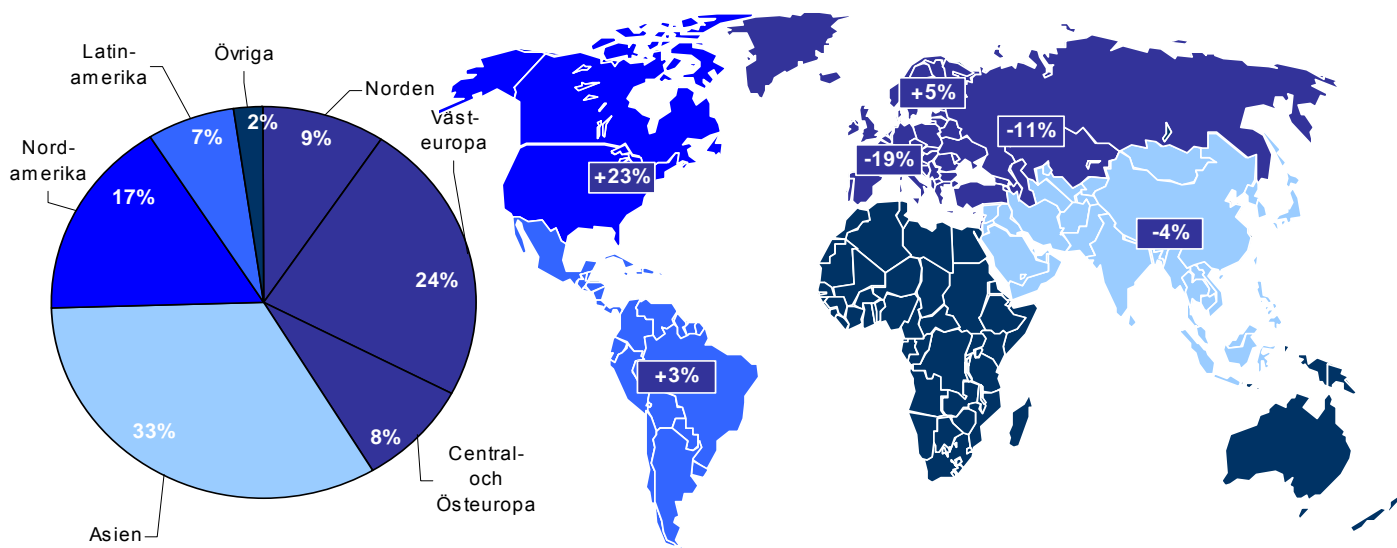 Latin-
amerika
Övriga
Norden
Väst-
europa
Nord-
amerika
7%
2%
9%
17%
24%
33%
8%
Central-
och
Östeuropa
Asien
+5%
-11%
-19%
+23%
-4%
+3%